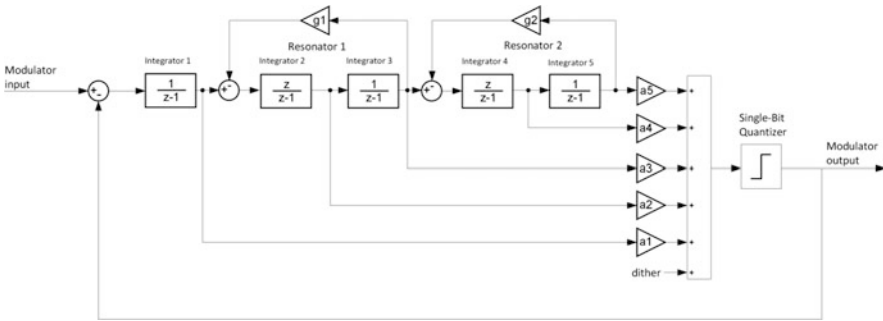 g1
g2
Resonator 1
Resonator 2
Integrator 1
Integrator 2
Integrator 3
Integrator 4
Integrator 5
Modulator
input
+
-
1
z-1
+
-
z
z-1
1
z-1
+
-
z
z-1
1
z-1
a5
+
a4
+
a3
+
a2
+
a1
+
dither
+
Single-Bit
Quantizer
Modulator
output